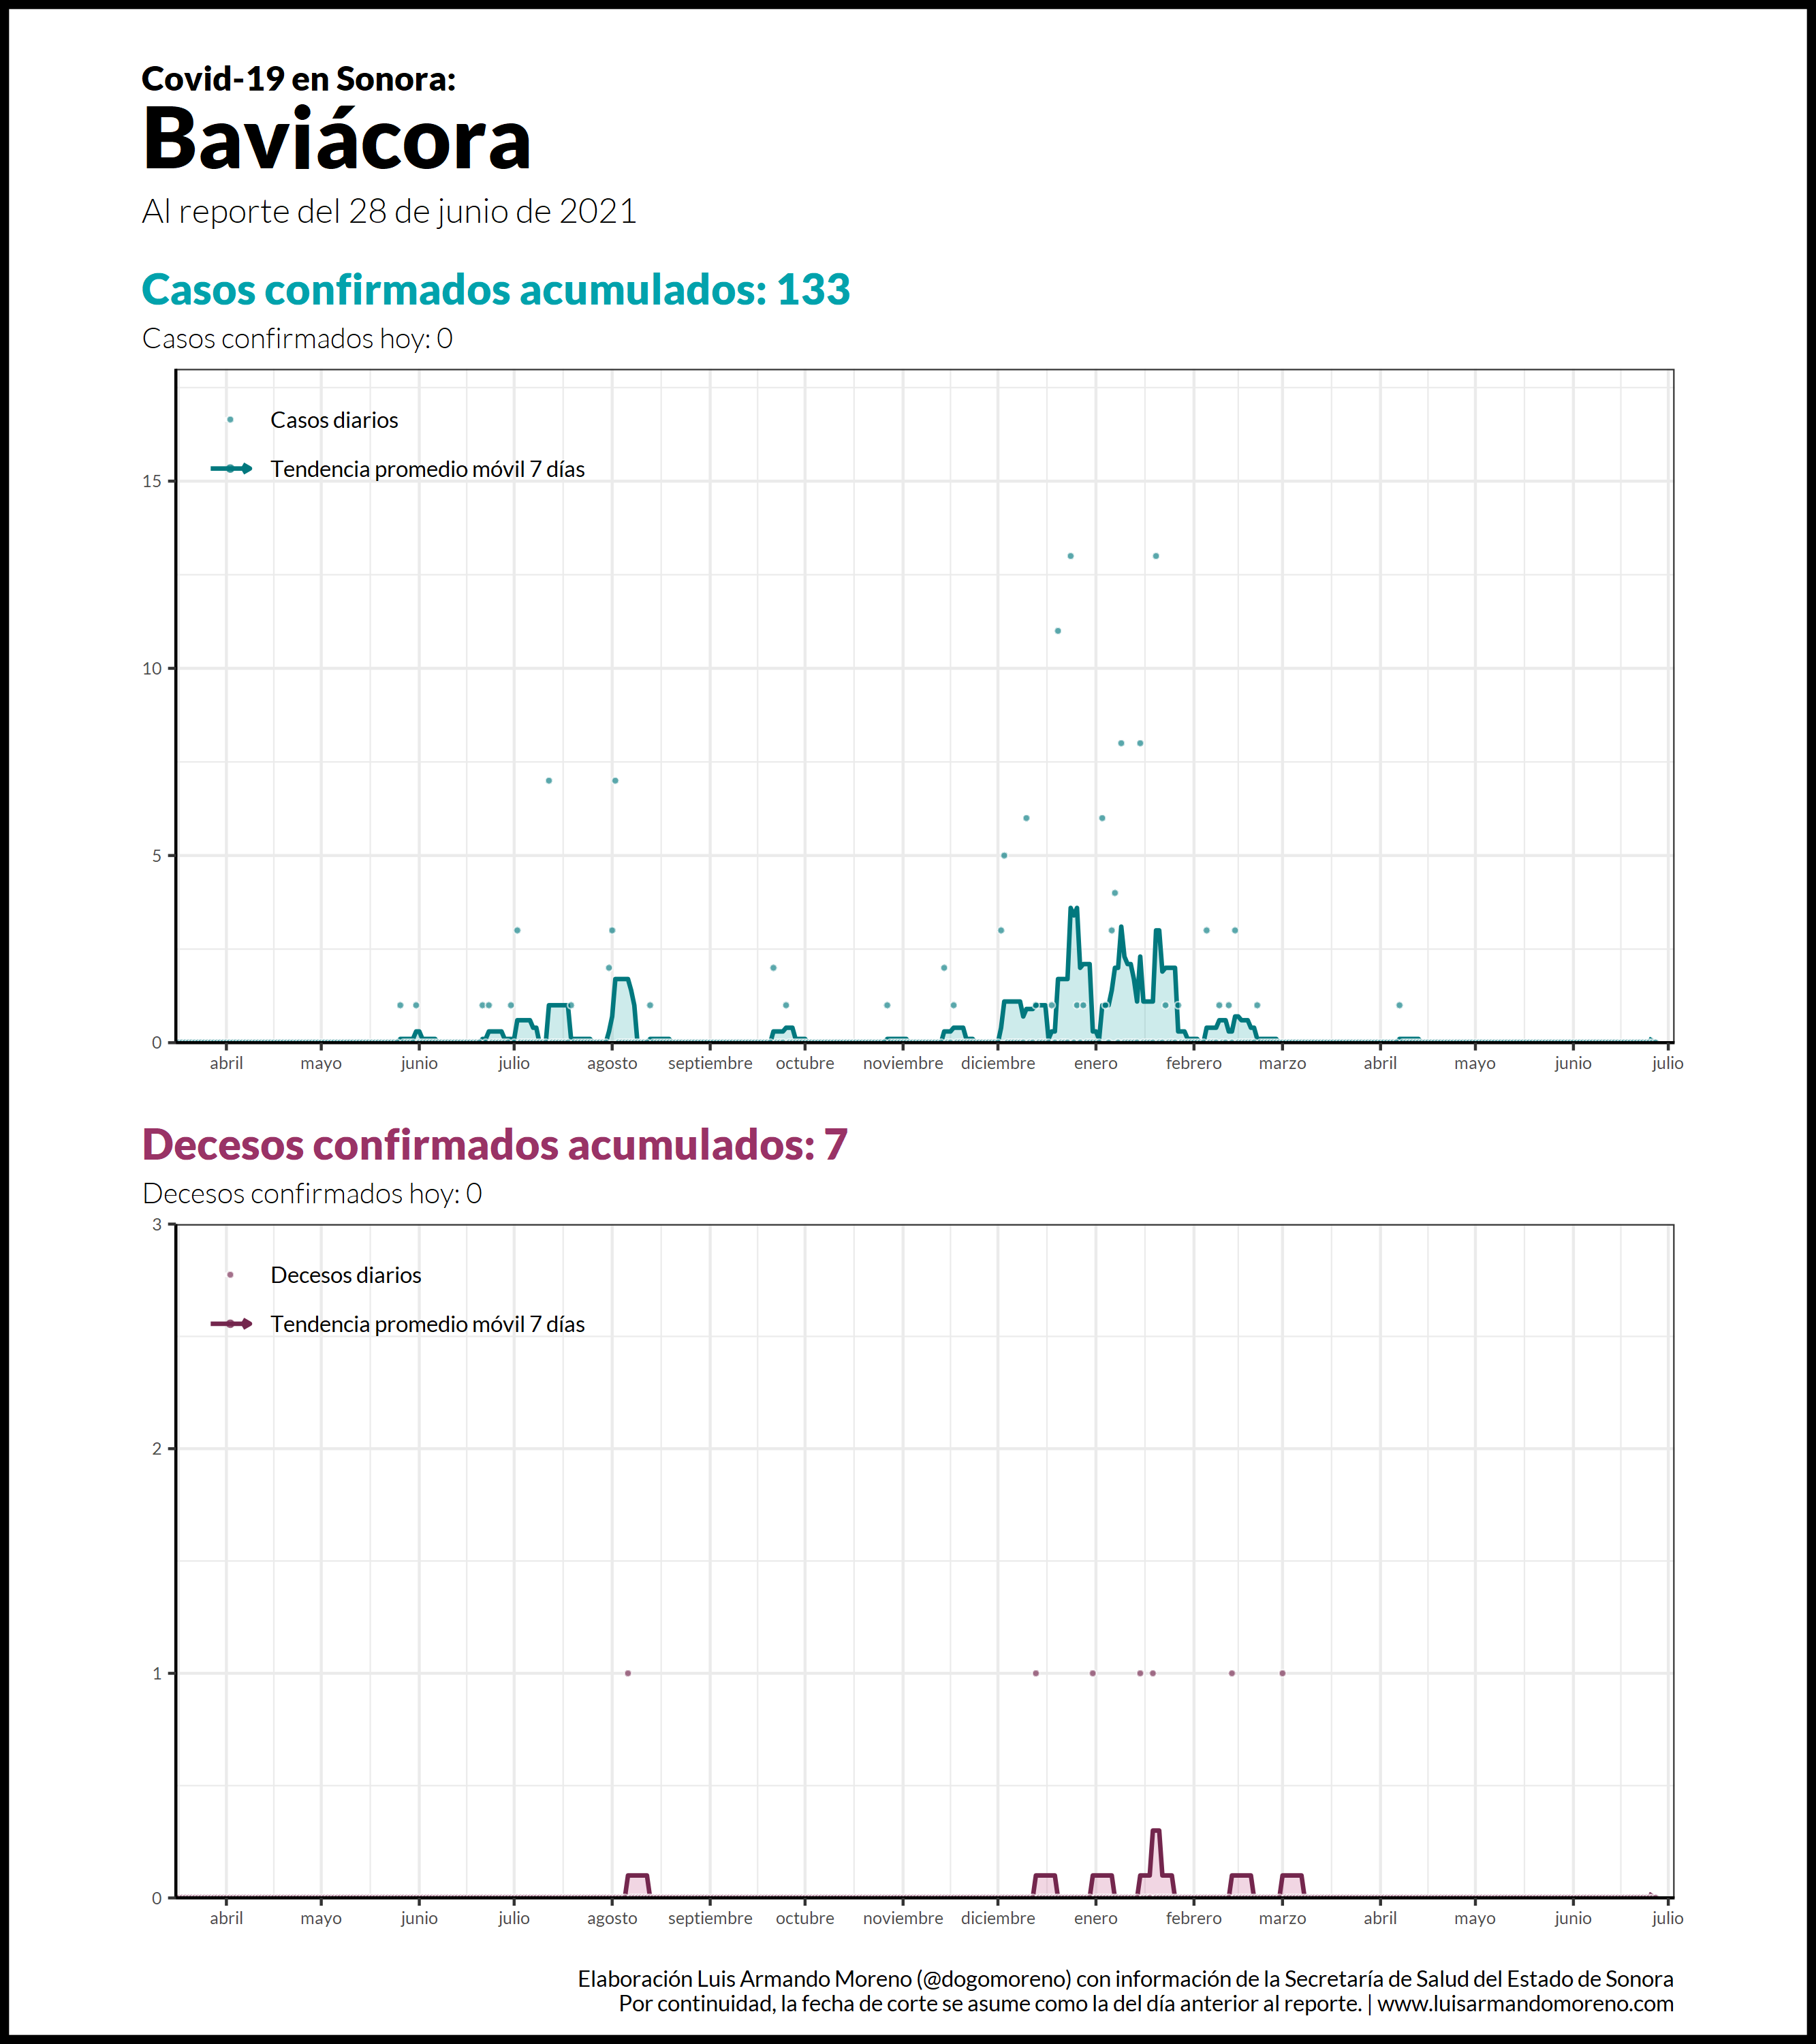 Covid-19 en Sonora:
Baviácora
Al reporte del 28 de junio de 2021
Casos confirmados acumulados: 133
Casos confirmados hoy: 0
Casos diarios
Tendencia promedio móvil 7 días
15
10
5
0
abril mayo junio julio agosto septiembre octubre noviembre diciembre enero febrero marzo abril mayo junio julio
Decesos confirmados acumulados: 7
Decesos confirmados hoy: 0
3
Decesos diarios
Tendencia promedio móvil 7 días
2
1
0
abril mayo junio julio agosto septiembre octubre noviembre diciembre enero febrero marzo abril mayo junio julio
Elaboración Luis Armando Moreno (@dogomoreno) con información de la Secretaría de Salud del Estado de Sonora
Por continuidad, la fecha de corte se asume como la del día anterior al reporte. | www.luisarmandomoreno.com